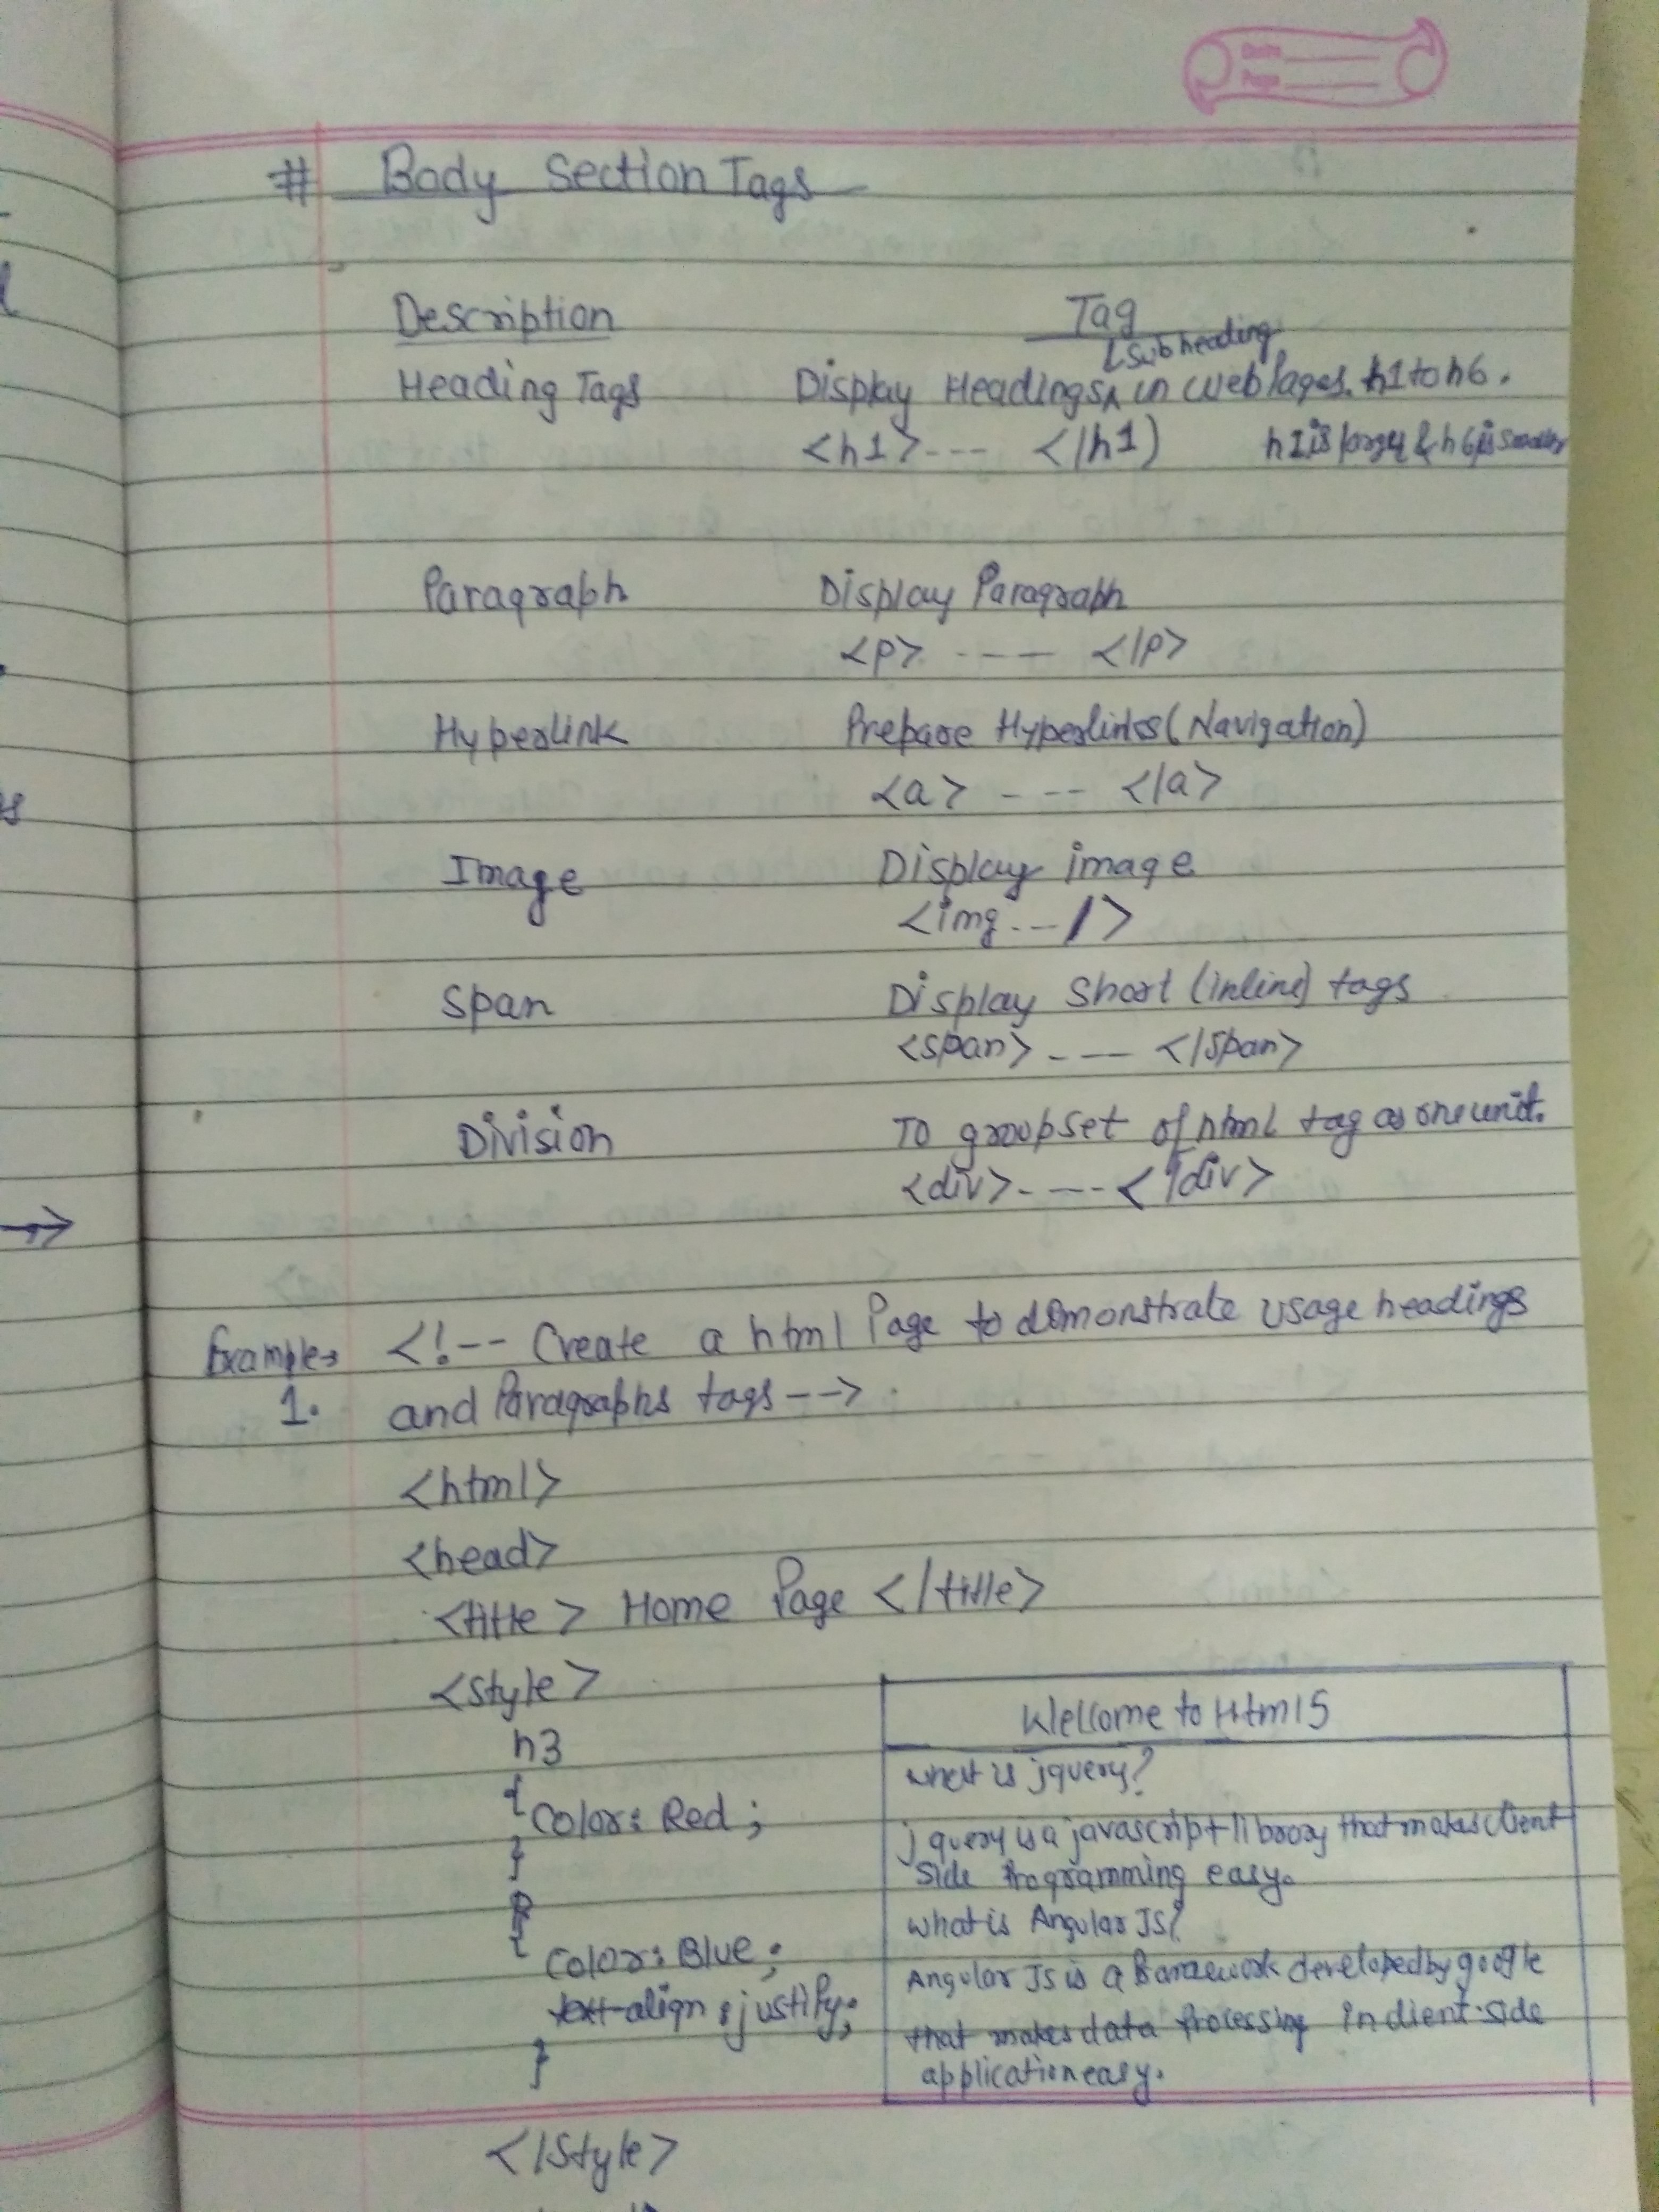 Date
Page
# Body Section Tags
Description Tag
Subheading
Heading Tags Display Headings^ in web Pages. h1 to h6.
<h1> --- </h1) h1 is larger & h6 is smaller
Paragraph Display Paragraph
<p> --- </p>
Hyperlink Prepare Hyperlinks (Navigation)
<a> --- </a>
Image Display image
<img --- />
Span Display Short (inline) tags
<span> --- </span>
Division To group set of html tag as one unit.
<div> --- </div>
Example→ <!-- Create a html Page to demonstrate usage headings
1. and Paragraphs tags -->
<html>
<head>
<title> Home Page </title>
<style>
h3
{
Color: Red ;
}
P
{
Color: Blue ;
text-align : justify;
}
</Style>
Wellcome to Html5
what is jquery?
jquery is a javascript library that makes client
side Programming easy.
what is Angular JS?
Angular Js is a framework developed by google
that makes data Processing in client-side
application easy.